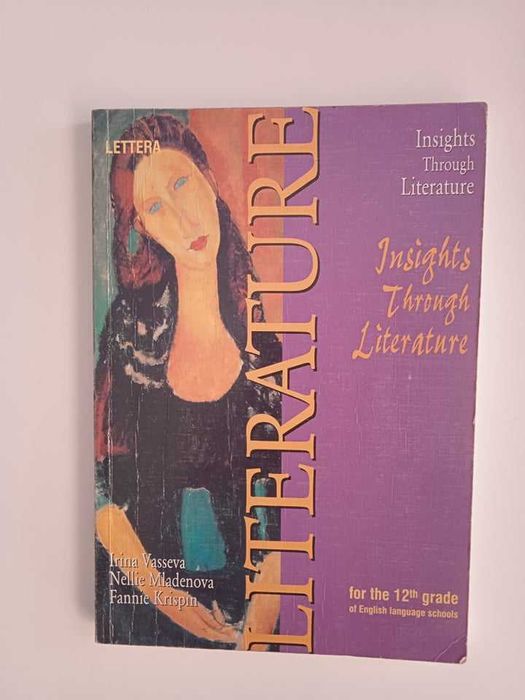 LETTERA
LITERATURE
Insights
Through
Literature
Insights
Through
Literature
Irina Vasseva
Nellie Mladenova
Fannie Krispin
for the 12th grade
of English language schools